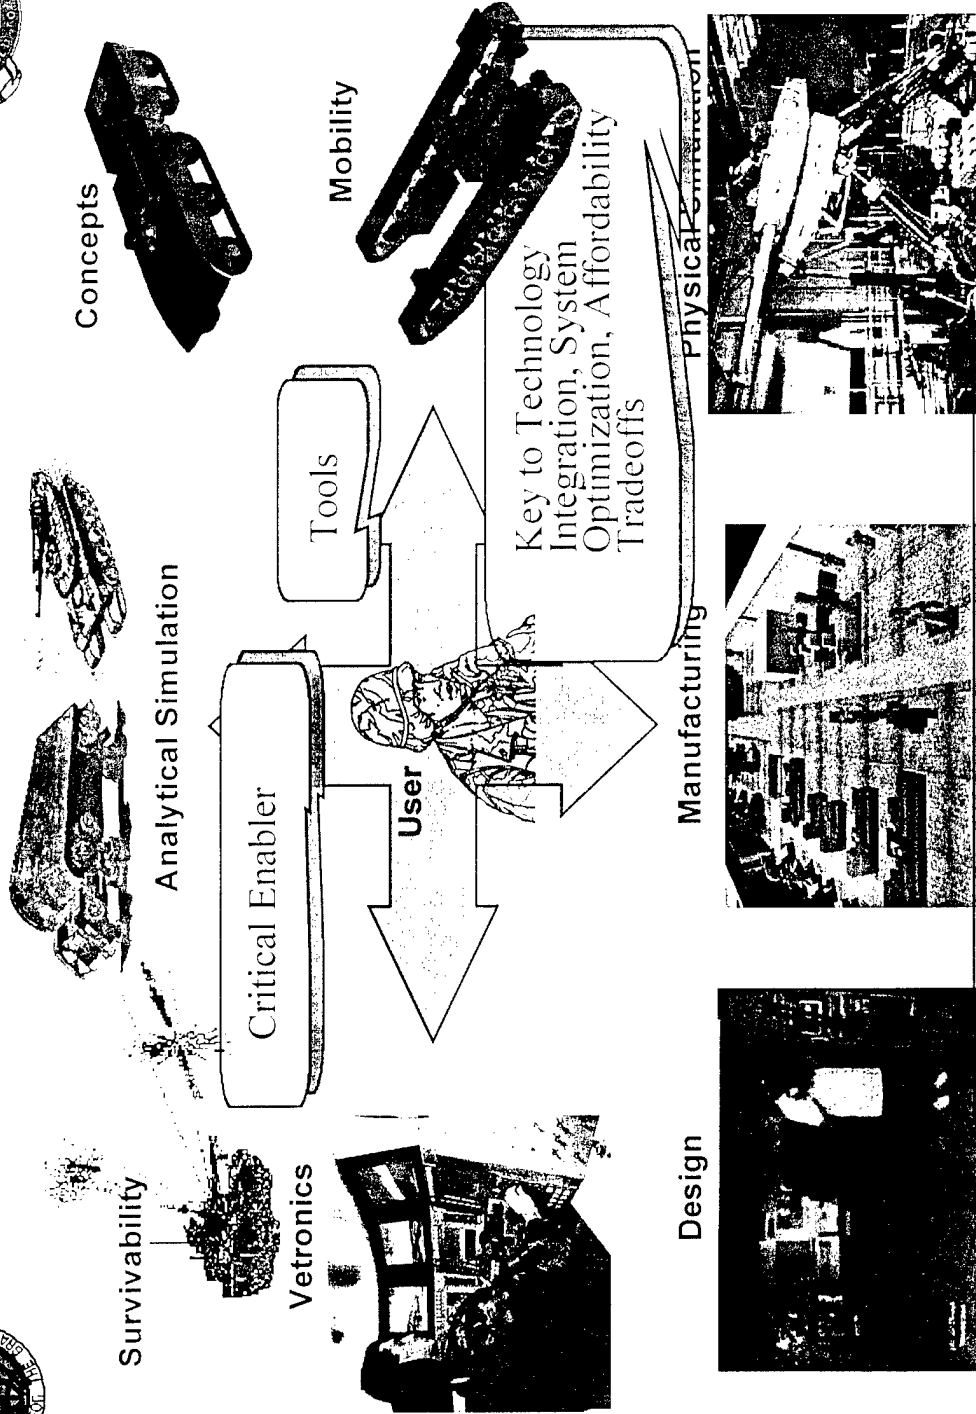 Survivability
Analytical Simulation
Concepts
Critical Enabler
Tools
Vetronics
User
Mobility
Key to Technology
Integration, System
Optimization, Affordability
Tradeoffs
Design
Manufacturing
Physical Simulation